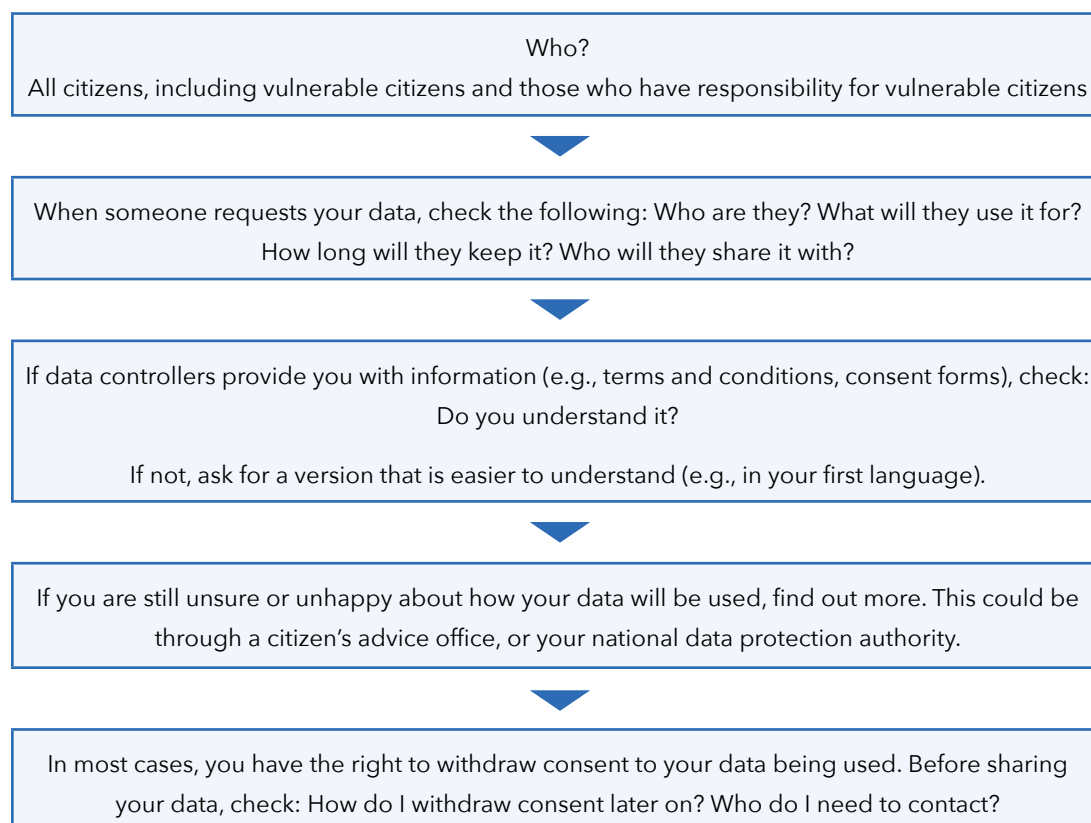 Who?
All citizens, including vulnerable citizens and those who have responsibility for vulnerable citizens
When someone requests your data, check the following: Who are they? What will they use it for?
How long will they keep it? Who will they share it with?
If data controllers provide you with information (e.g., terms and conditions, consent forms), check:
Do you understand it?
If not, ask for a version that is easier to understand (e.g., in your first language).
If you are still unsure or unhappy about how your data will be used, find out more. This could be
through a citizen’s advice office, or your national data protection authority.
In most cases, you have the right to withdraw consent to your data being used. Before sharing
your data, check: How do I withdraw consent later on? Who do I need to contact?